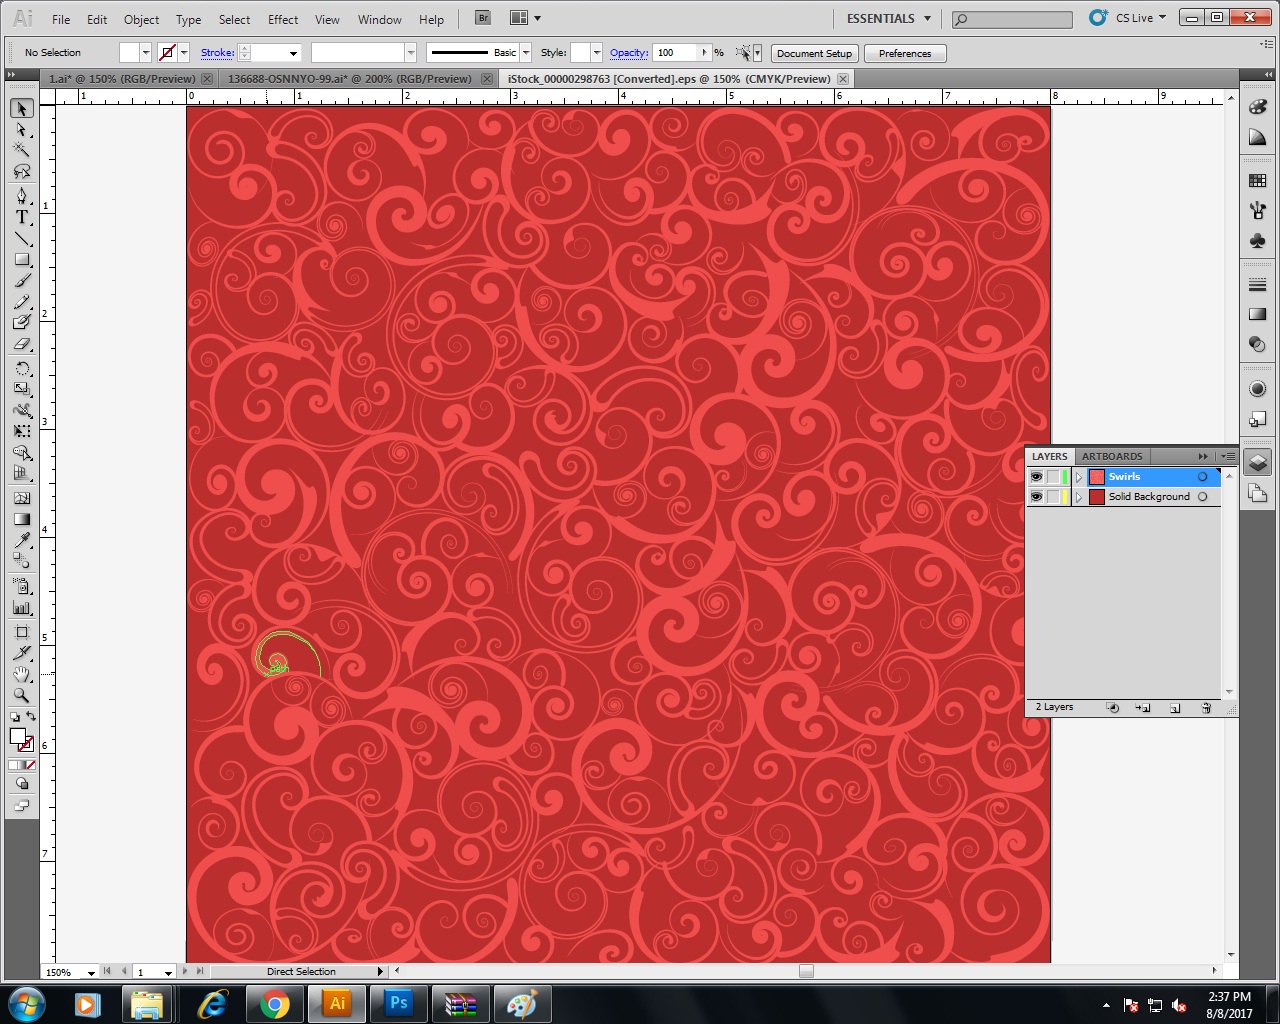 Ai File Edit Object Type Select Effect View Window Help Br ESSENTIALS CS Live
No Selection Stroke: Basic Style: Opacity: 100 % Document Setup Preferences
1.ai* @ 150% (RGB/Preview) 136688-OSNNYO-99.ai* @ 200% (RGB/Preview) iStock_00000298763 [Converted].eps @ 150% (CMYK/Preview)
1 0 1 2 3 4 5 6 7 8 9
1
2
3
4
5
6
7
T
path
LAYERS ARTBOARDS
Swirls
Solid Background
2 Layers
150% 1 Direct Selection
Ai Ps
2:37 PM
8/8/2017